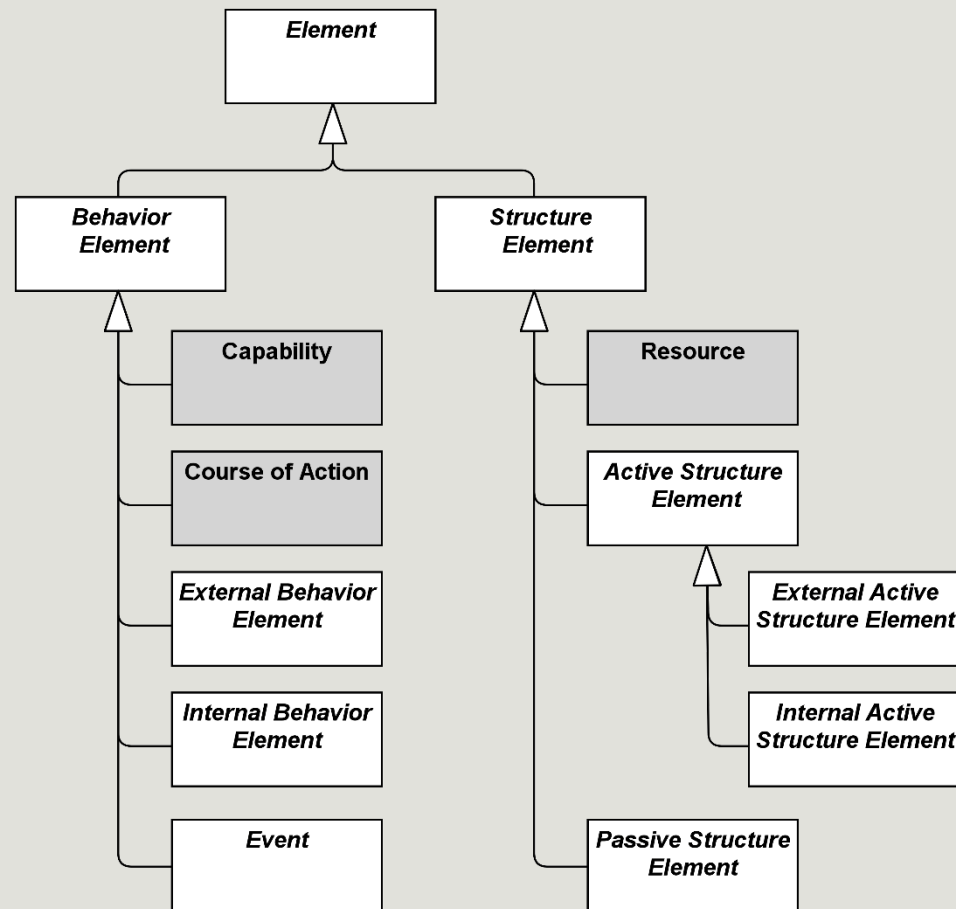 Element
Behavior
Element
Structure
Element
Capability
Resource
Course of Action
Active Structure
Element
External Behavior
Element
External Active
Structure Element
Internal Behavior
Element
Internal Active
Structure Element
Event
Passive Structure
Element